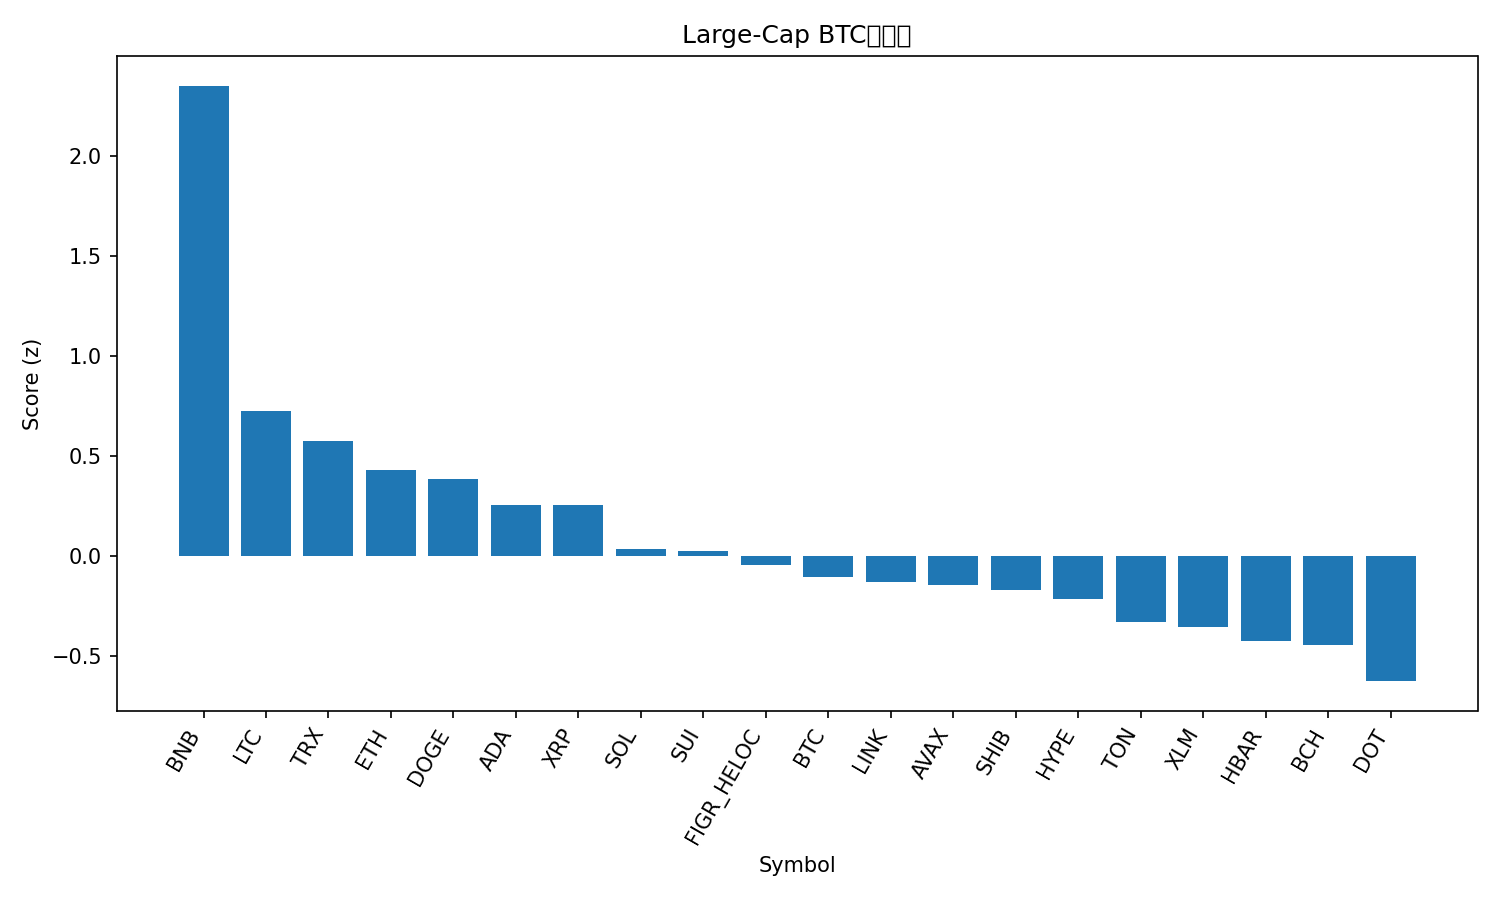 Large-Cap BTC
Score (z)
2.0
1.5
1.0
0.5
0.0
−0.5
BNB
LTC
TRX
ETH
DOGE
ADA
XRP
SOL
SUI
FIGR_HELOC
BTC
LINK
AVAX
SHIB
HYPE
TON
XLM
HBAR
BCH
DOT
Symbol